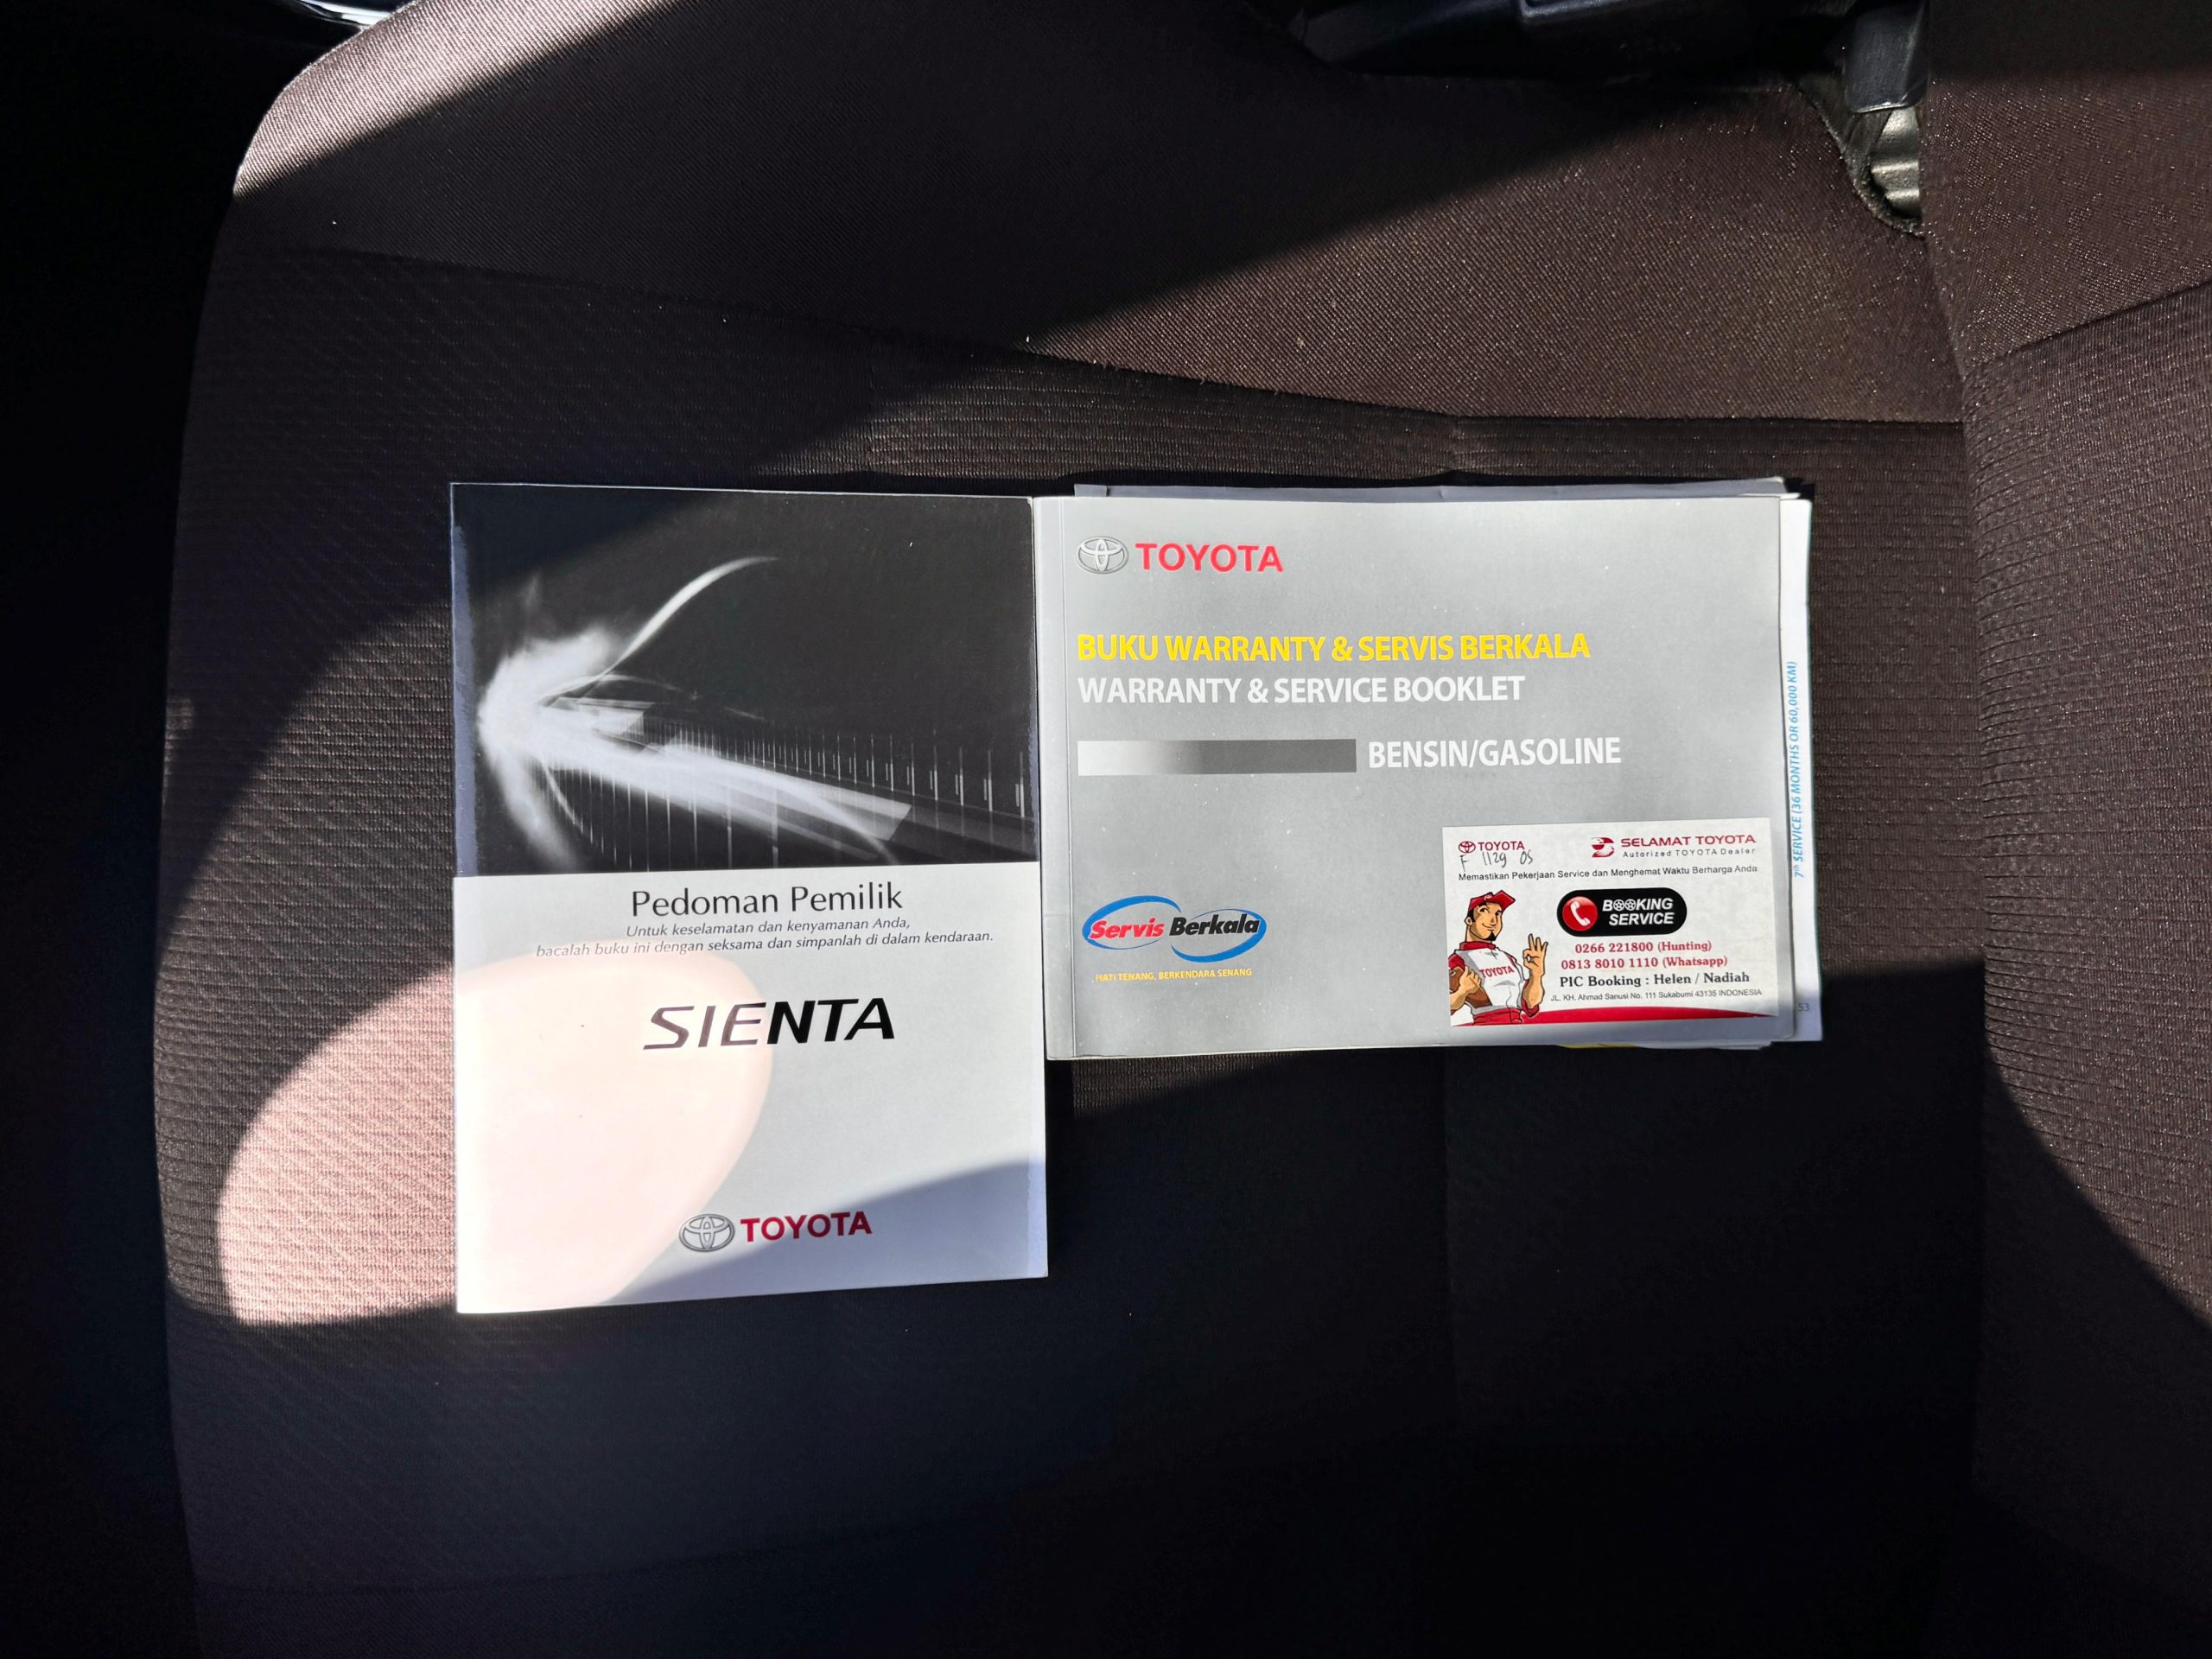 Pedoman Pemilik
Untuk keselamatan dan kenyamanan Anda,
bacalah buku ini dengan seksama dan simpanlah di dalam kendaraan.
SIENTA
TOYOTA
TOYOTA
BUKU WARRANTY & SERVIS BERKALA
WARRANTY & SERVICE BOOKLET
BENSIN/GASOLINE
Servis Berkala
HATI TENANG, BERKENDARA SENANG
TOYOTA
F 1129 OS
SELAMAT TOYOTA
Autorized TOYOTA Dealer
Memastikan Pekerjaan Service dan Menghemat Waktu Berharga Anda
BOOKING
SERVICE
0266 221800 (Hunting)
0813 8010 1110 (Whatsapp)
PIC Booking : Helen / Nadiah
JL. KH. Ahmad Sanusi No. 111 Sukabumi 43135 INDONESIA
TOYOTA
7th SERVICE (36 MONTHS OR 60,000 KM)
53